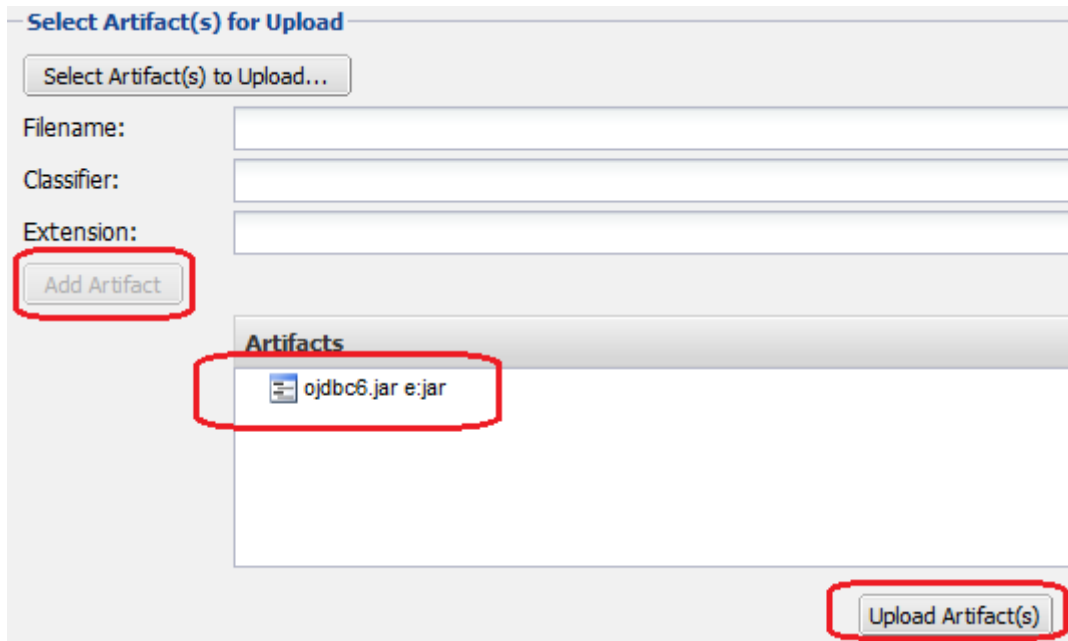 Select Artifact(s) for Upload
Select Artifact(s) to Upload...
Filename:
Classifier:
Extension:
Add Artifact
Artifacts
ojdbc6.jar e:jar
Upload Artifact(s)